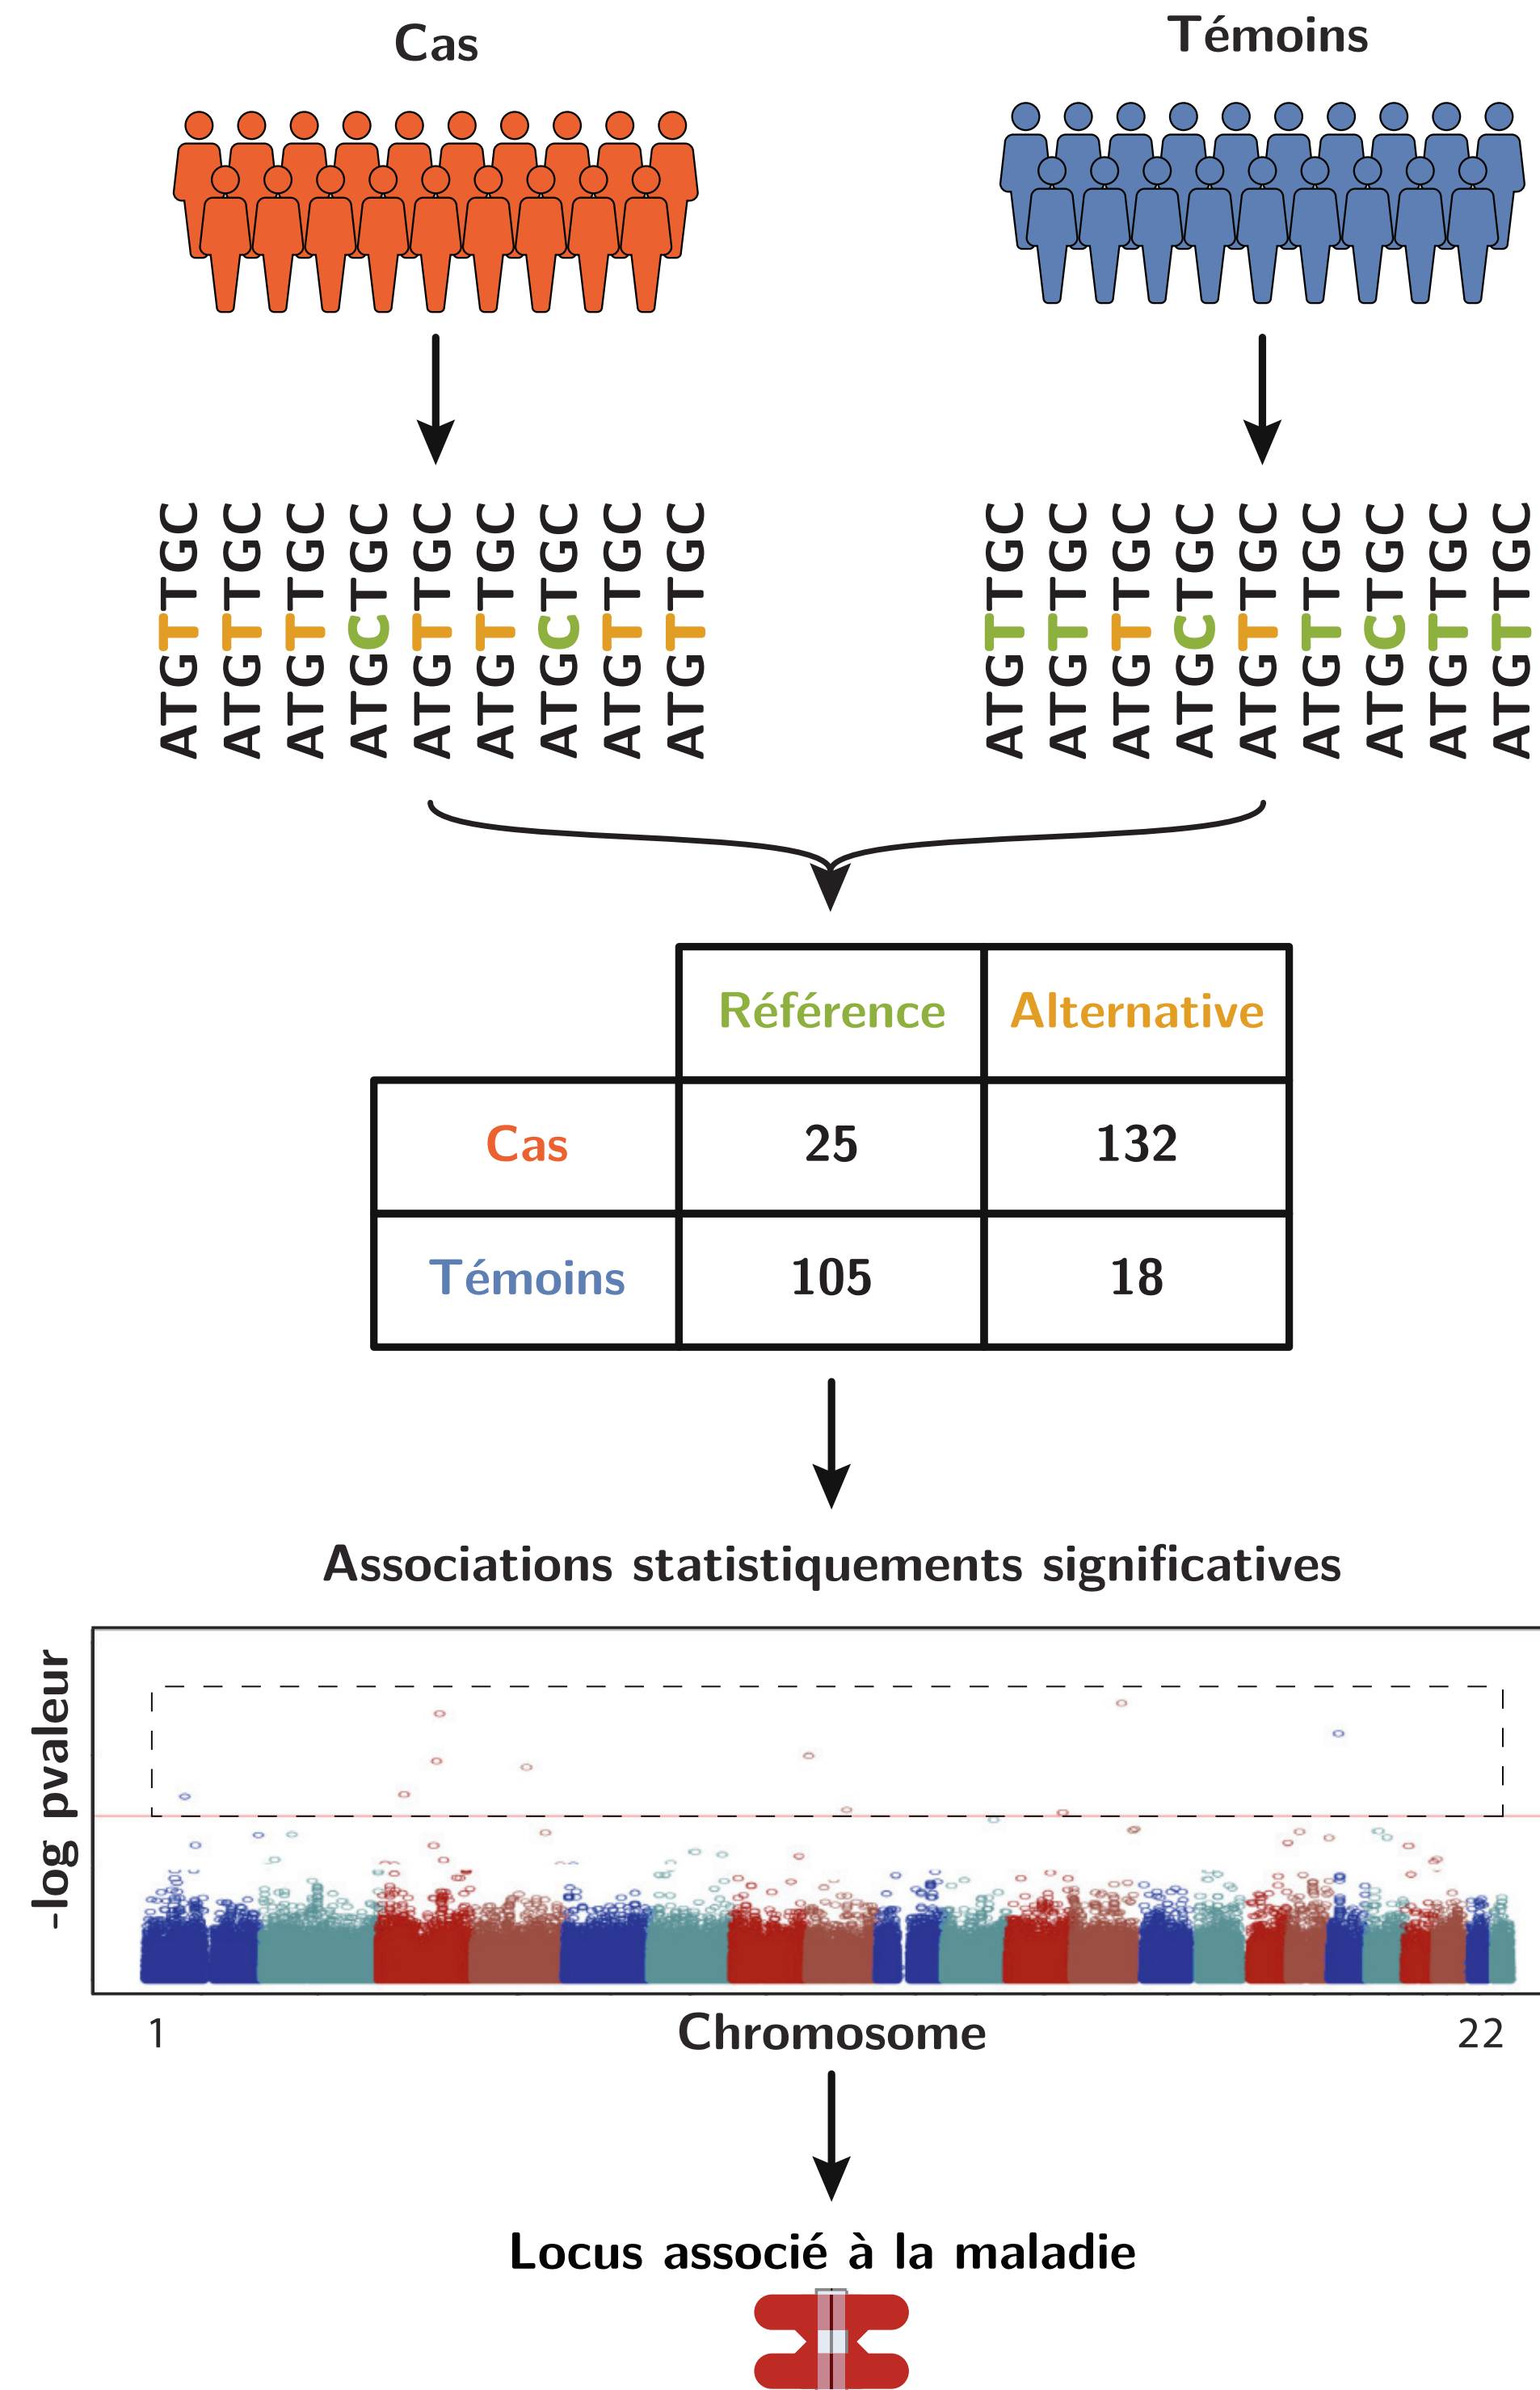 Cas
Témoins
ATGTTGC ATGTTGC ATGTTGC ATGCTGC ATGTTGC ATGTTGC ATGCTGC ATGTTGC ATGTTGC
ATGTTGC ATGTTGC ATGTTGC ATGCTGC ATGTTGC ATGTTGC ATGCTGC ATGTTGC ATGTTGC
Référence Alternative
Cas 25 132
Témoins 105 18
Associations statistiquements significatives
-log pvaleur
1 Chromosome 22
Locus associé à la maladie